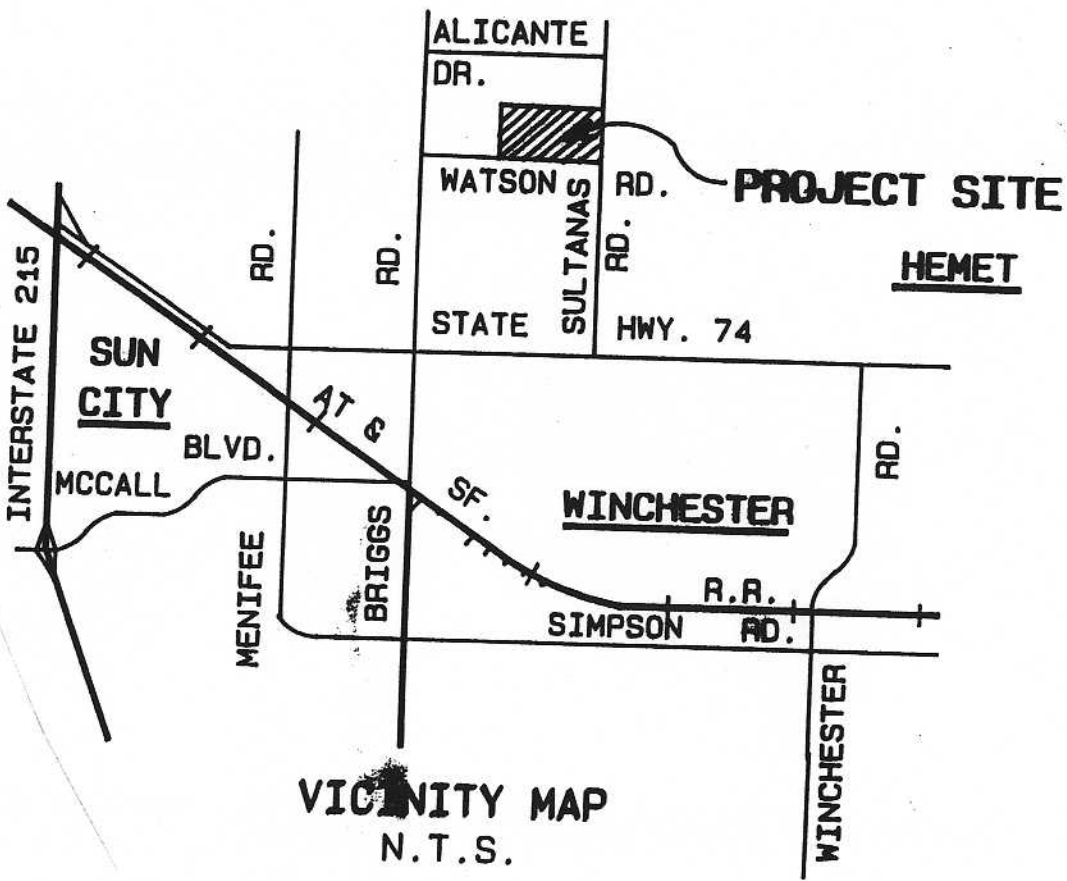 ALICANTE
DR.
WATSON RD.
PROJECT SITE
SULTANAS RD.
HEMET
RD.
RD.
INTERSTATE 215
STATE HWY. 74
SUN
CITY
AT &
SF.
BLVD.
MCCALL
WINCHESTER
RD.
MENIFEE
BRIGGS
R.R.
SIMPSON RD.
WINCHESTER
VICINITY MAP
N.T.S.